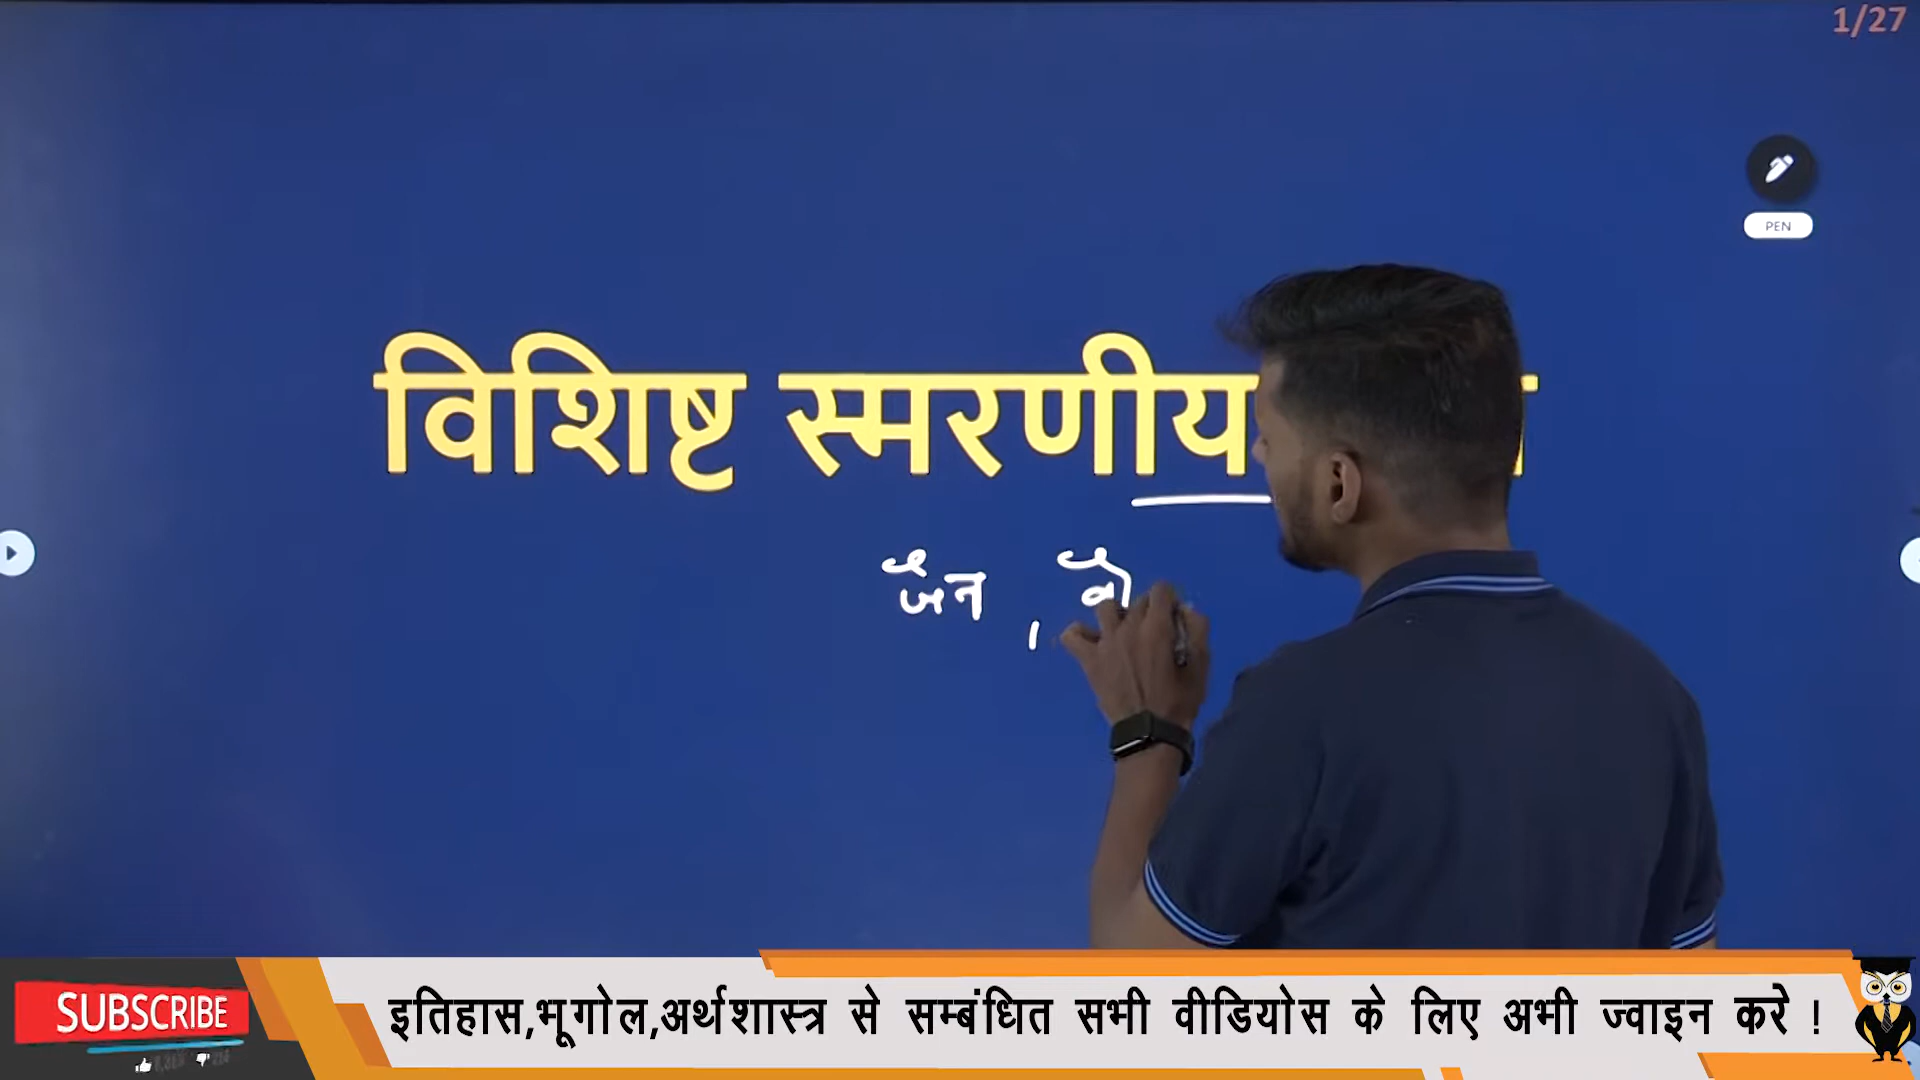 1/27
PEN
विशिष्ट स्मरणीय
जैन ,
SUBSCRIBE
इतिहास,भूगोल,अर्थशास्त्र से सम्बंधित सभी वीडियोस के लिए अभी ज्वाइन करे !